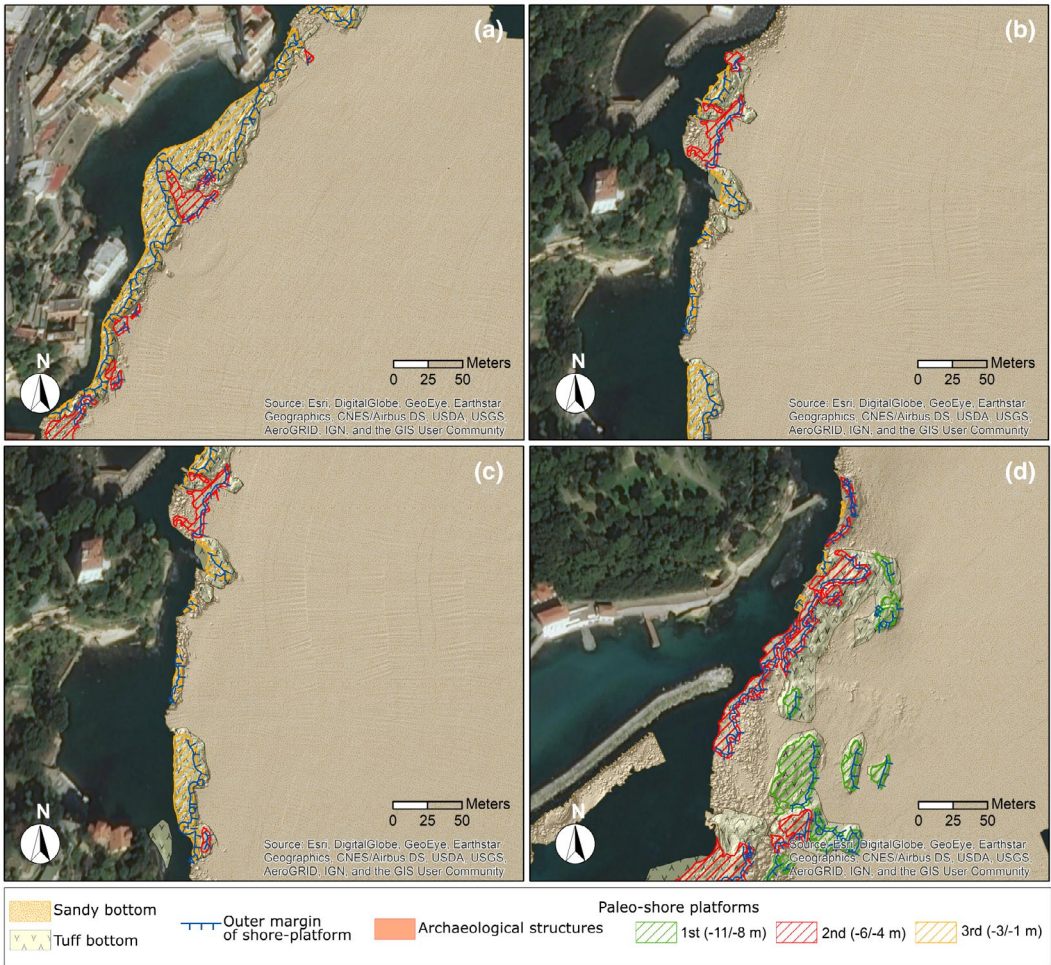 (a)
N
Meters
0 25 50
Source: Esri, DigitalGlobe, GeoEye, Earthstar
Geographics, CNES/Airbus DS, USDA, USGS,
AeroGRID, IGN, and the GIS User Community
(b)
N
Meters
0 25 50
Source: Esri, DigitalGlobe, GeoEye, Earthstar
Geographics, CNES/Airbus DS, USDA, USGS,
AeroGRID, IGN, and the GIS User Community
(c)
N
Meters
0 25 50
Source: Esri, DigitalGlobe, GeoEye, Earthstar
Geographics, CNES/Airbus DS, USDA, USGS,
AeroGRID, IGN, and the GIS User Community
(d)
N
Meters
0 25 50
Source: Esri, DigitalGlobe, GeoEye, Earthstar
Geographics, CNES/Airbus DS, USDA, USGS,
AeroGRID, IGN, and the GIS User Community
Sandy bottom
Tuff bottom
Outer margin
of shore-platform
Archaeological structures
Paleo-shore platforms
1st (-11/-8 m)
2nd (-6/-4 m)
3rd (-3/-1 m)